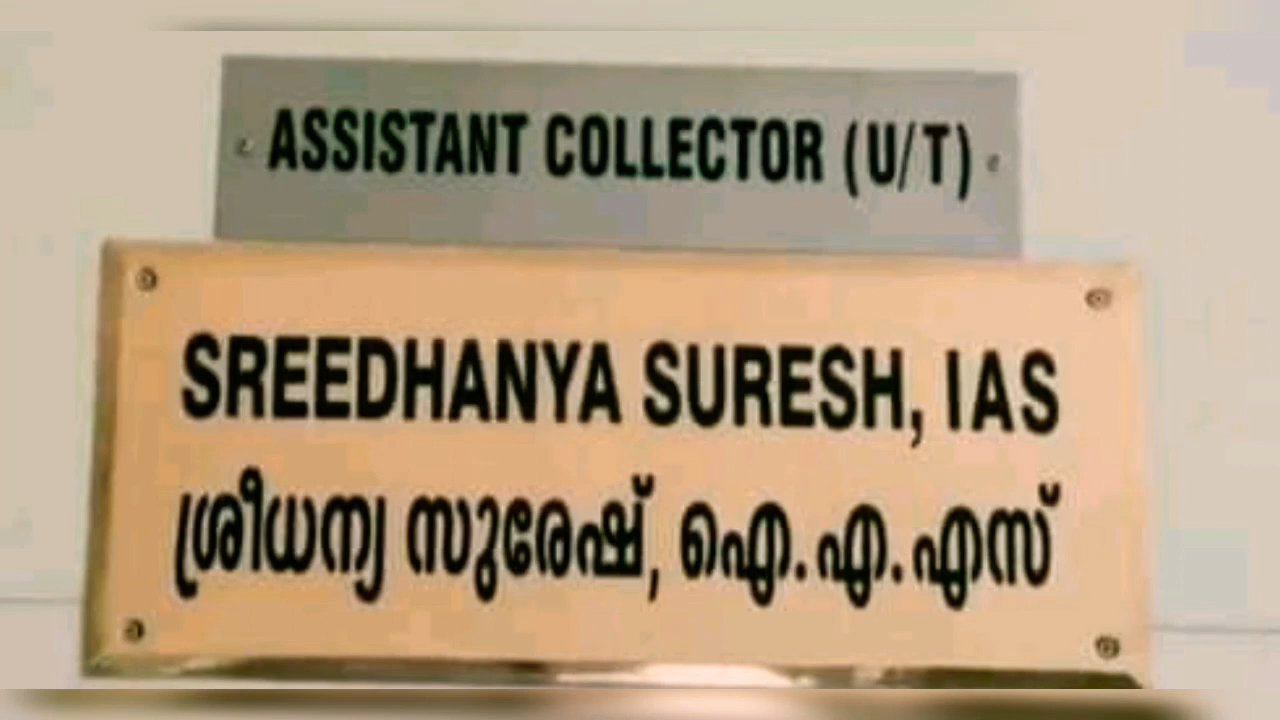 ASSISTANT COLLECTOR (U/T)
SREEDHANYA SURESH, IAS
ശ്രീധന്യ സുരേഷ്, ഐ.എ.എസ്